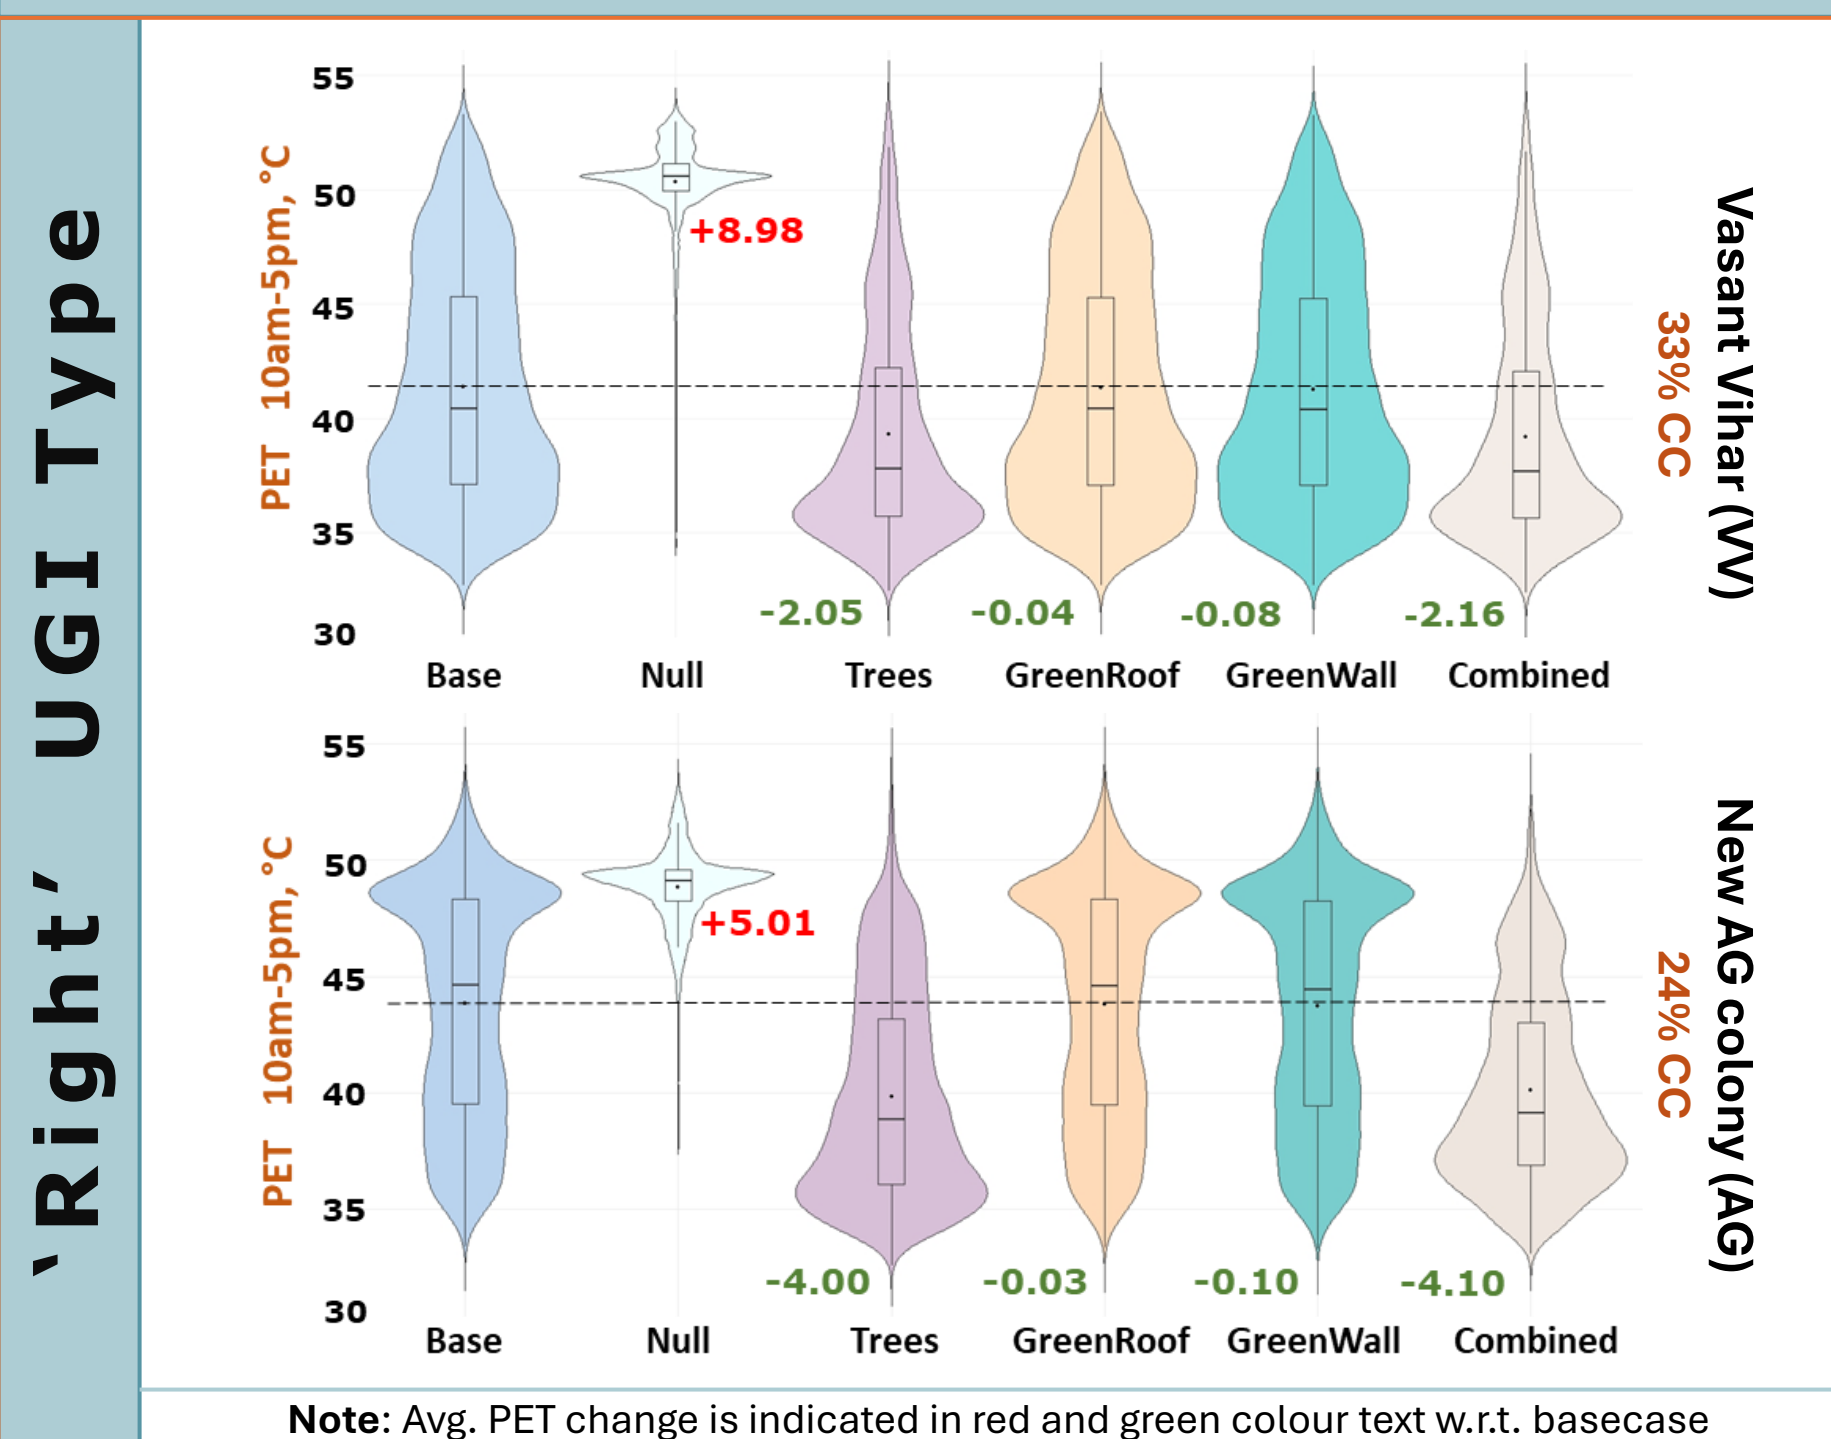 ‘Right’ UGI Type
PET 10am-5pm, °C
55
50
45
40
35
30
+8.98
-2.05
-0.04
-0.08
-2.16
Base
Null
Trees
GreenRoof
GreenWall
Combined
Vasant Vihar (VV)
33% CC
PET 10am-5pm, °C
55
50
45
40
35
30
+5.01
-4.00
-0.03
-0.10
-4.10
Base
Null
Trees
GreenRoof
GreenWall
Combined
New AG colony (AG)
24% CC
Note: Avg. PET change is indicated in red and green colour text w.r.t. basecase